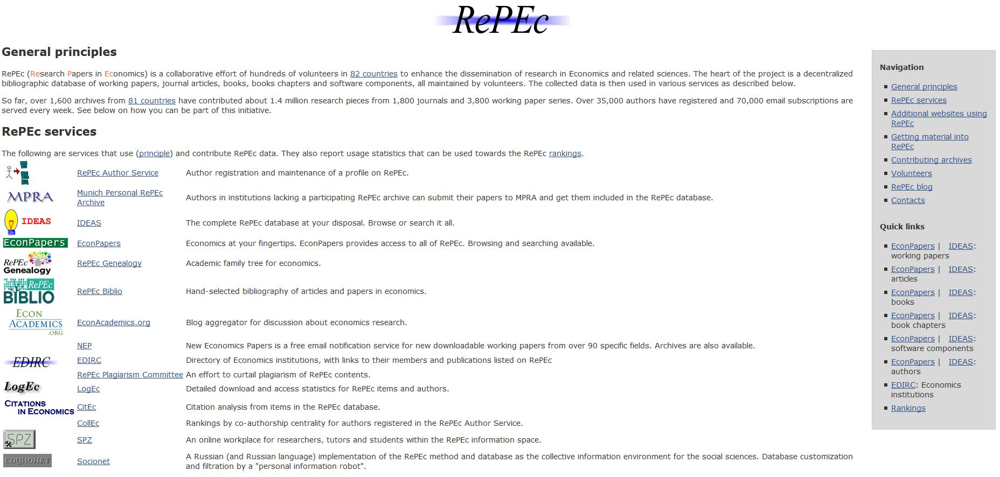 RePEc
General principles
RePEc (Research Papers in Economics) is a collaborative effort of hundreds of volunteers in 82 countries to enhance the dissemination of research in Economics and related sciences. The heart of the project is a decentralized
bibliographic database of working papers, journal articles, books, books chapters and software components, all maintained by volunteers. The collected data is then used in various services as described below.
So far, over 1,600 archives from 81 countries have contributed about 1.4 million research pieces from 1,800 journals and 3,800 working paper series. Over 35,000 authors have registered and 70,000 email subscriptions are
served every week. See below on how you can be part of this initiative.
RePEc services
The following are services that use (principle) and contribute RePEc data. They also report usage statistics that can be used towards the RePEc rankings.
RePEc Author Service Author registration and maintenance of a profile on RePEc.
MPRA Munich Personal RePEc
Archive Authors in institutions lacking a participating RePEc archive can submit their papers to MPRA and get them included in the RePEc database.
IDEAS IDEAS The complete RePEc database at your disposal. Browse or search it all.
EconPapers EconPapers Economics at your fingertips. EconPapers provides access to all of RePEc. Browsing and searching available.
RePEc
Genealogy RePEc Genealogy Academic family tree for economics.
RePEc
BIBLIO RePEc Biblio Hand-selected bibliography of articles and papers in economics.
ECON
ACADEMICS
.ORG EconAcademics.org Blog aggregator for discussion about economics research.
NEP New Economics Papers is a free email notification service for new downloadable working papers from over 90 specific fields. Archives are also available.
EDIRC EDIRC Directory of Economics institutions, with links to their members and publications listed on RePEc
RePEc Plagiarism Committee An effort to curtail plagiarism of RePEc contents.
LogEc LogEc Detailed download and access statistics for RePEc items and authors.
CITATIONS
IN ECONOMICS CitEc Citation analysis from items in the RePEc database.
CollEc Rankings by co-authorship centrality for authors registered in the RePEc Author Service.
SPZ SPZ An online workplace for researchers, tutors and students within the RePEc information space.
СОЦИОНЕТ Socionet A Russian (and Russian language) implementation of the RePEc method and database as the collective information environment for the social sciences. Database customization
and filtration by a "personal information robot".
Navigation
General principles
RePEc services
Additional websites using
RePEc
Getting material into
RePEc
Contributing archives
Volunteers
RePEc blog
Contacts
Quick links
EconPapers | IDEAS:
working papers
EconPapers | IDEAS:
articles
EconPapers | IDEAS:
books
EconPapers | IDEAS:
book chapters
EconPapers | IDEAS:
software components
EconPapers | IDEAS:
authors
EDIRC: Economics
institutions
Rankings